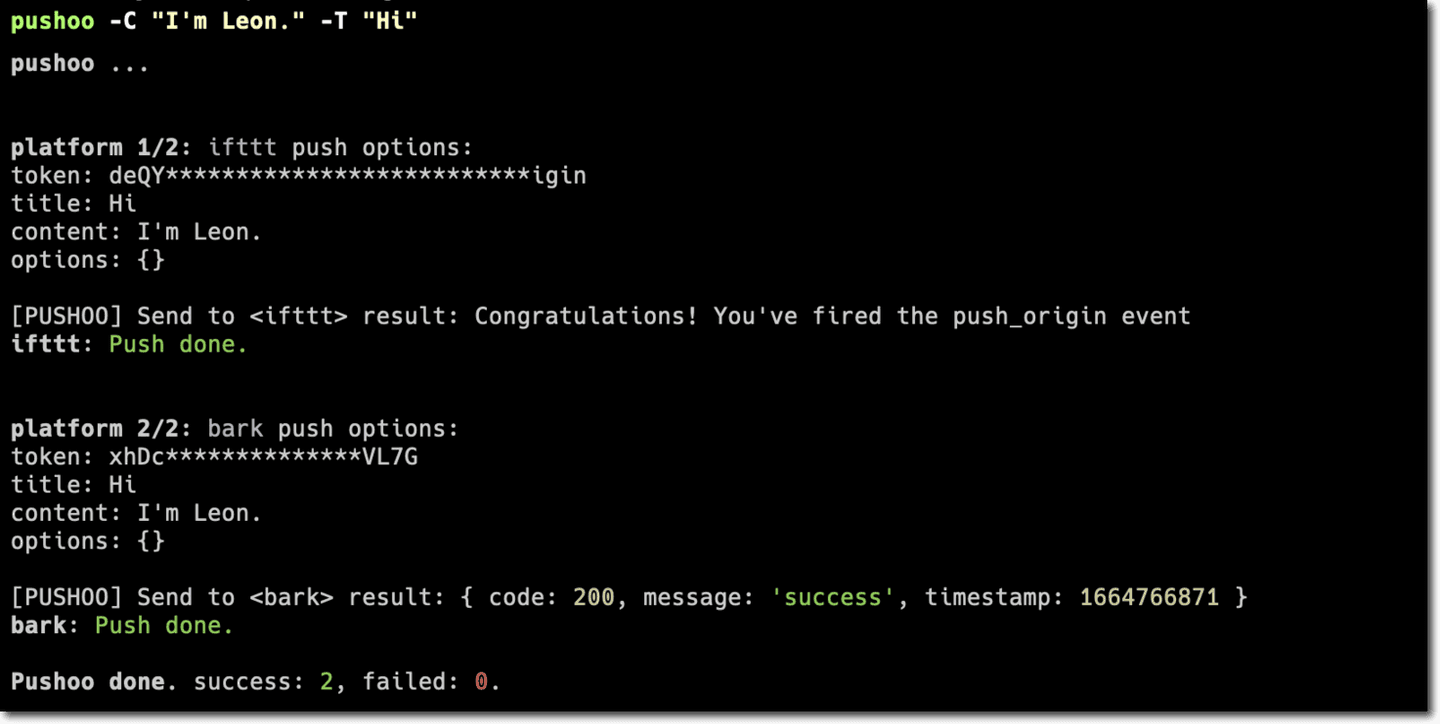 pushoo -C "I'm Leon." -T "Hi"
pushoo ...
platform 1/2: ifttt push options:
token: deQY**************************igin
title: Hi
content: I'm Leon.
options: {}
[PUSHOO] Send to <ifttt> result: Congratulations! You've fired the push_origin event
ifttt: Push done.
platform 2/2: bark push options:
token: xhDc**************VL7G
title: Hi
content: I'm Leon.
options: {}
[PUSHOO] Send to <bark> result: { code: 200, message: 'success', timestamp: 1664766871 }
bark: Push done.
Pushoo done. success: 2, failed: 0.